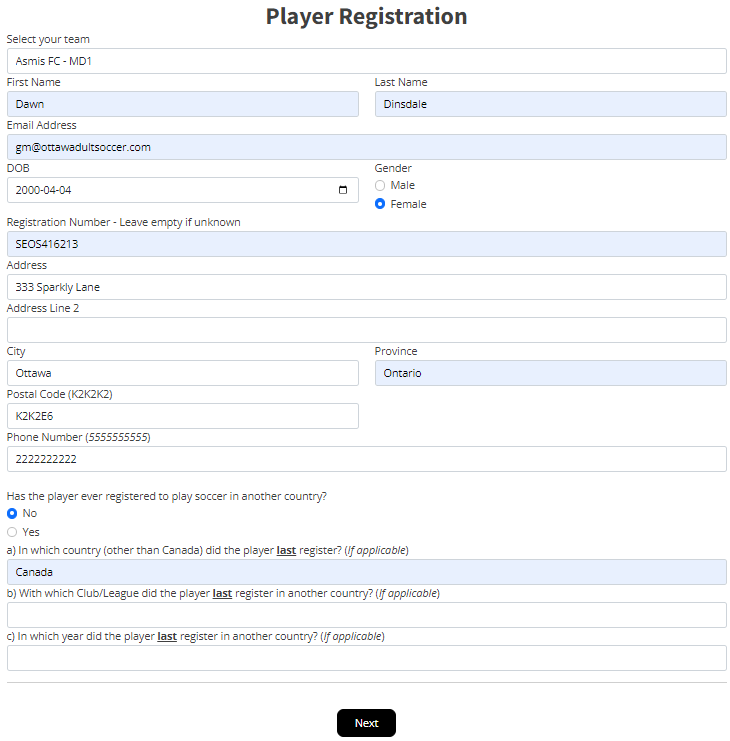 Player Registration
Select your team
Asmis FC - MD1
First Name Last Name
Dawn Dinsdale
Email Address
gm@ottawadultsoccer.com
DOB Gender
2000-04-04 Male
Female
Registration Number - Leave empty if unknown
SEOS416213
Address
333 Sparkly Lane
Address Line 2
City Province
Ottawa Ontario
Postal Code (K2K2K2)
K2K2E6
Phone Number (5555555555)
2222222222
Has the player ever registered to play soccer in another country?
No
Yes
a) In which country (other than Canada) did the player last register? (if applicable)
Canada
b) With which Club/League did the player last register in another country? (if applicable)
c) In which year did the player last register in another country? (if applicable)
Next